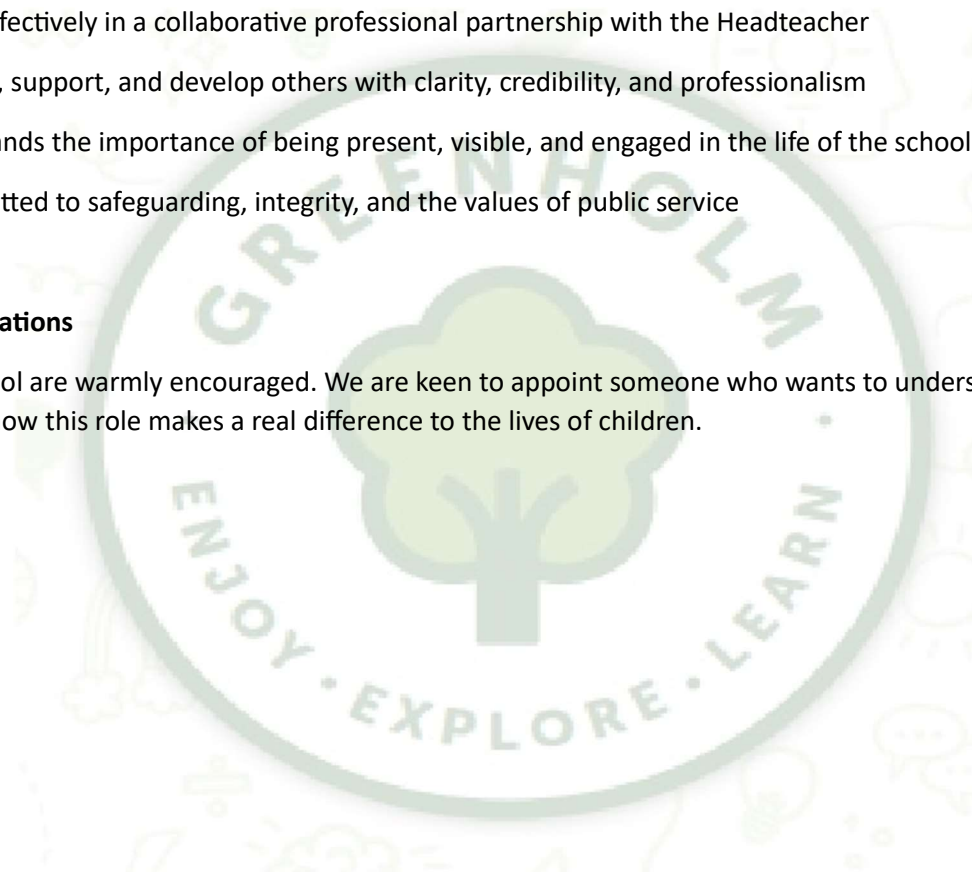 fectively in a collaborative professional partnership with the Headteacher
, support, and develop others with clarity, credibility, and professionalism
nds the importance of being present, visible, and engaged in the life of the school
tted to safeguarding, integrity, and the values of public service
ations
ol are warmly encouraged. We are keen to appoint someone who wants to unders
ow this role makes a real difference to the lives of children.
GREENHOLM
ENJOY • EXPLORE • LEARN •